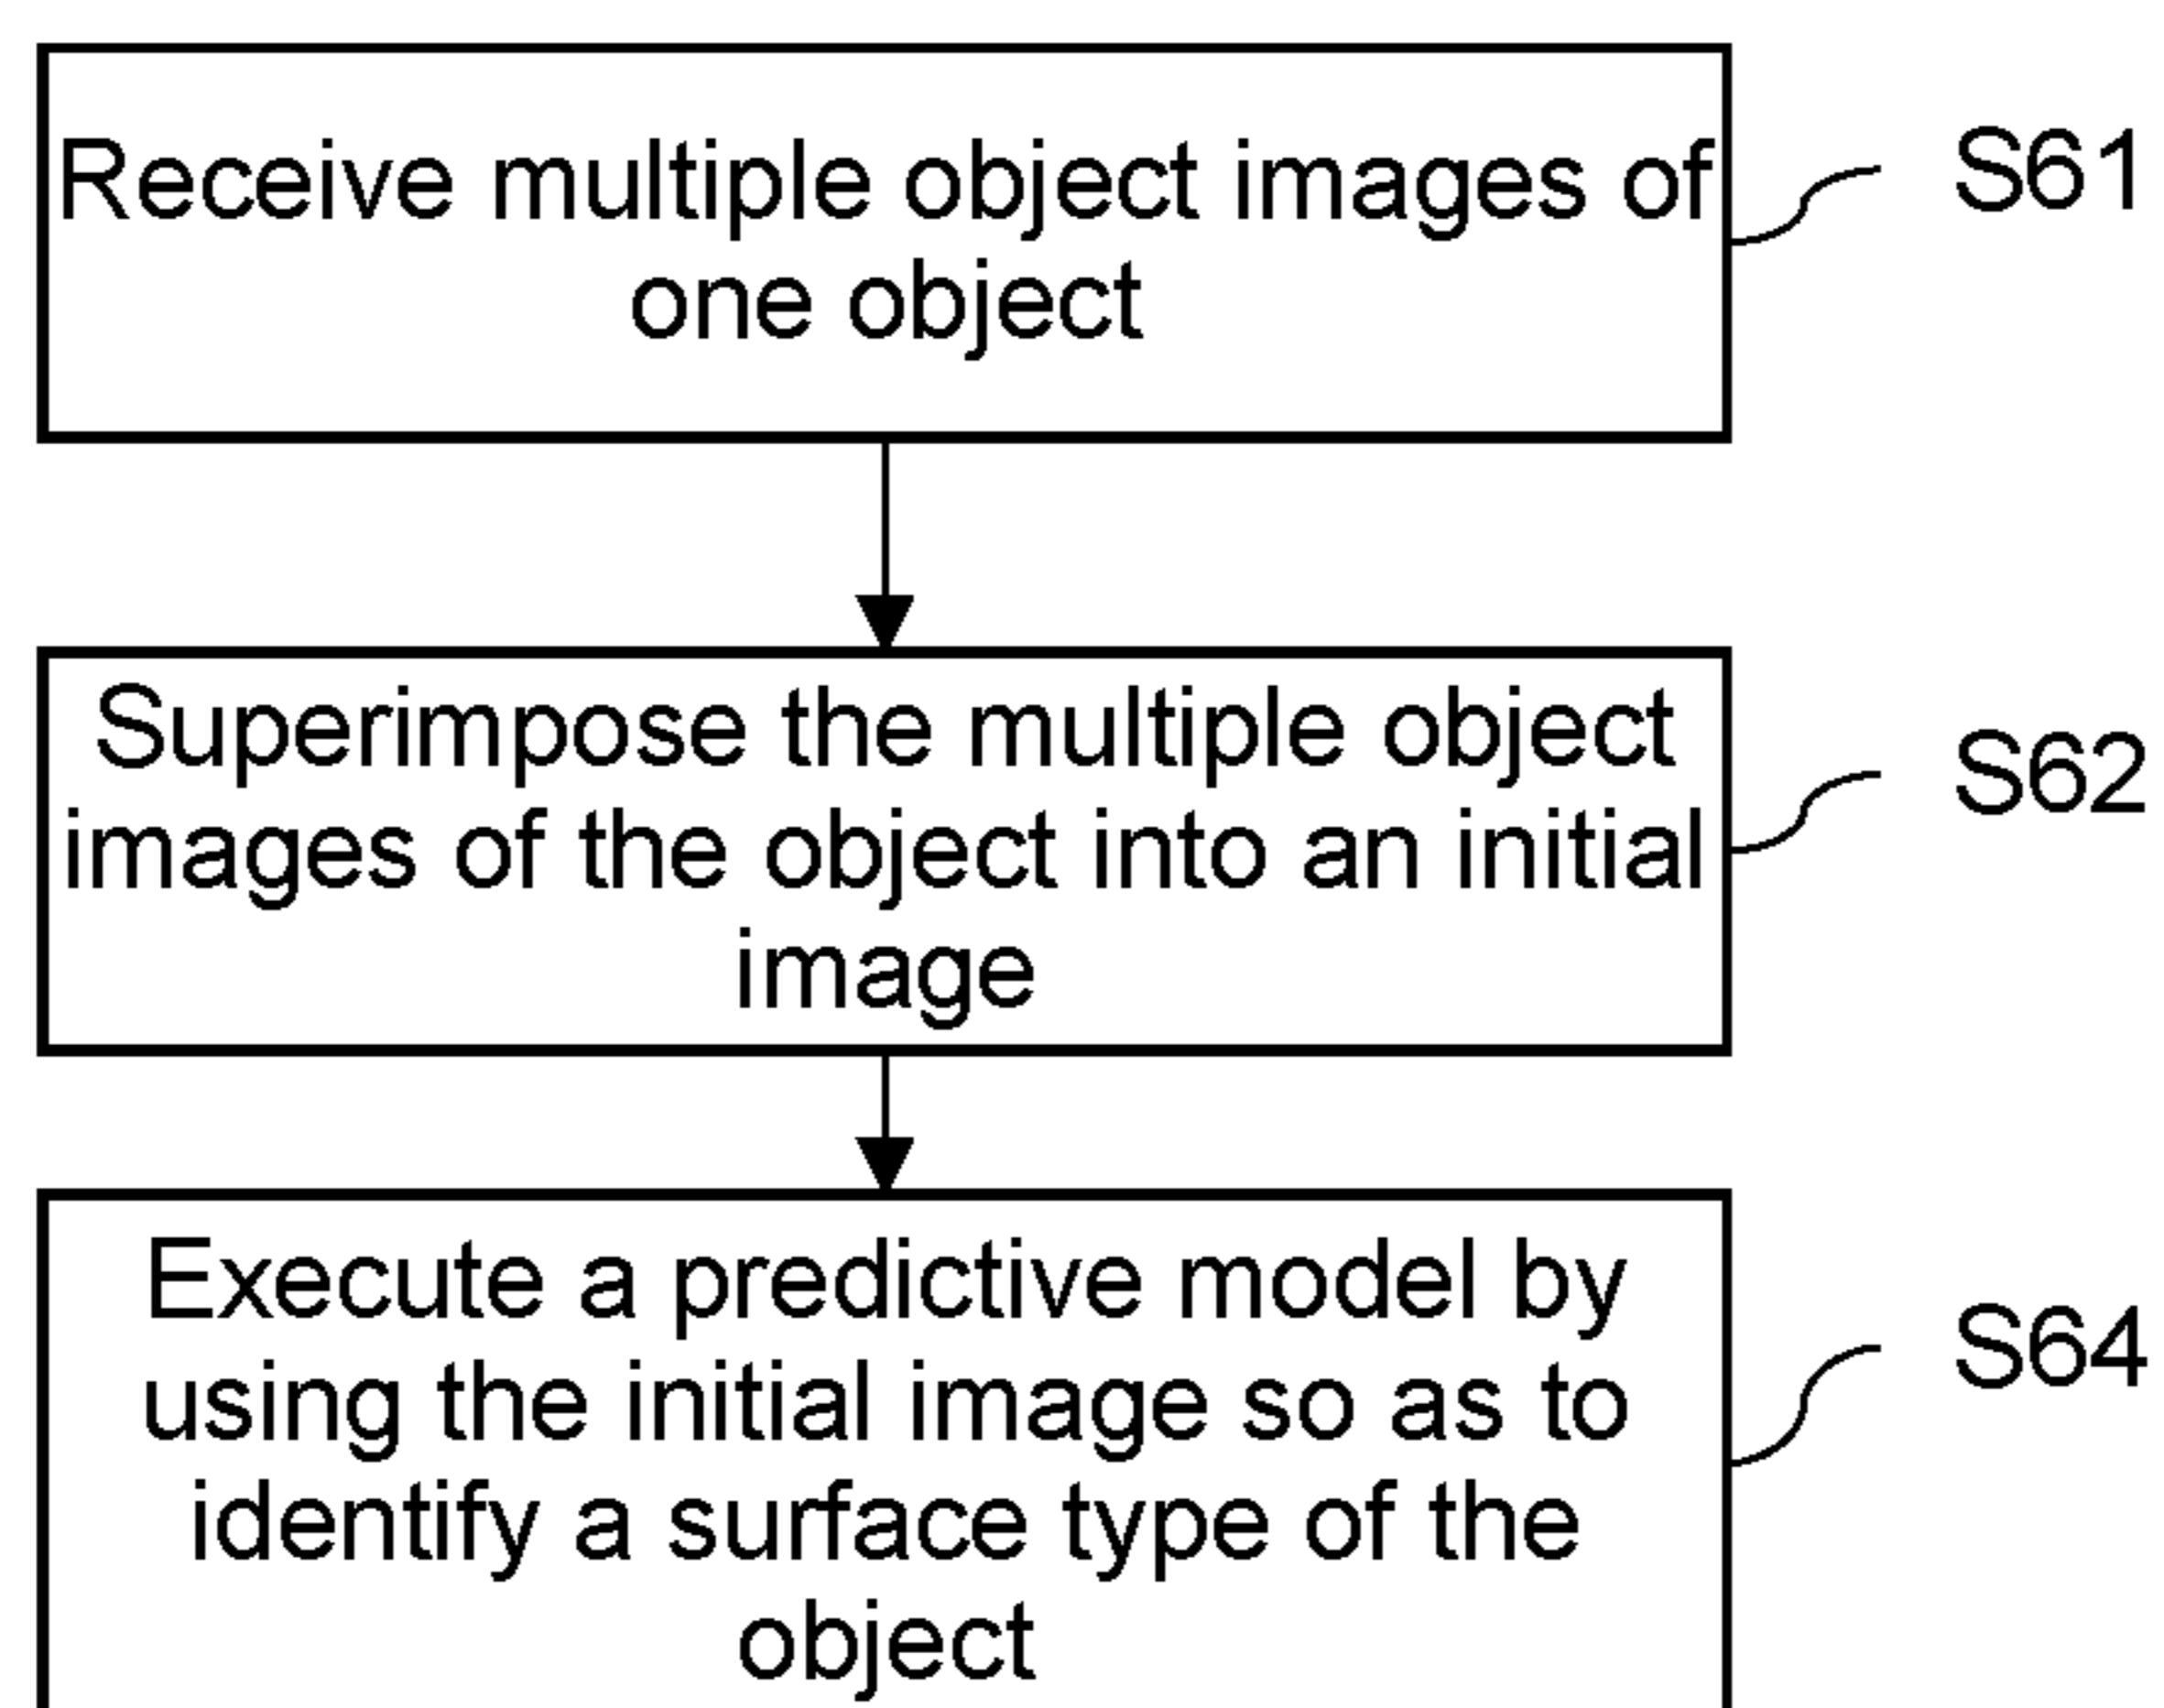 Receive multiple object images of
one object
S61
Superimpose the multiple object
images of the object into an initial
image
S62
Execute a predictive model by
using the initial image so as to
identify a surface type of the
object
S64